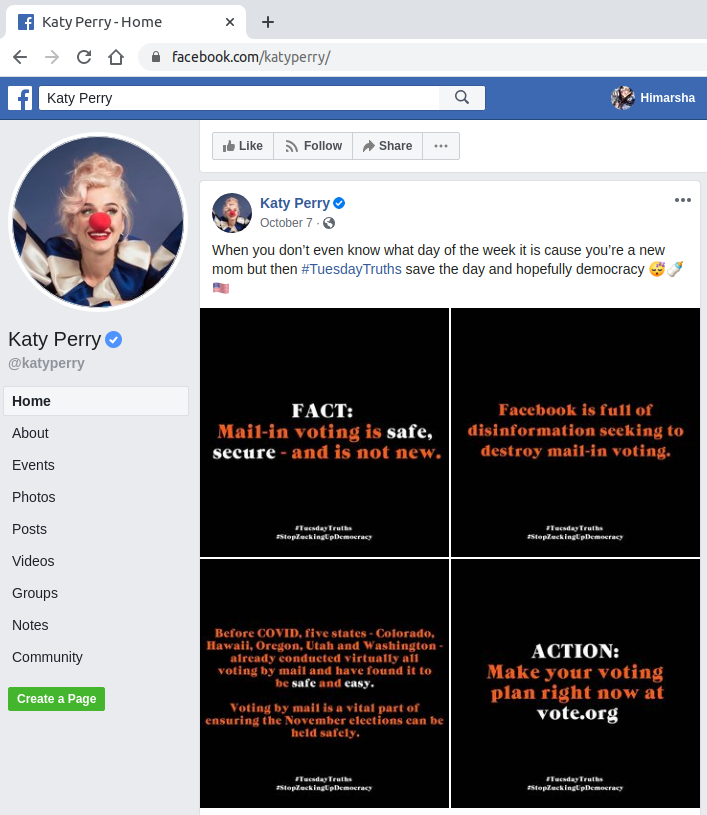 Katy Perry - Home
facebook.com/katyperry/
Katy Perry
Himarsha
Like
Follow
Share
Katy Perry
October 7 ·
When you don’t even know what day of the week it is cause you’re a new
mom but then #TuesdayTruths save the day and hopefully democracy 😴🍼
🇺🇸
Katy Perry
@katyperry
Home
About
Events
Photos
Posts
Videos
Groups
Notes
Community
Create a Page
FACT:
Mail-in voting is safe,
secure - and is not new.
#TuesdayTruths
#StopZuckingUpDemocracy
Facebook is full of
disinformation seeking to
destroy mail-in voting.
#TuesdayTruths
#StopZuckingUpDemocracy
Before COVID, five states - Colorado,
Hawaii, Oregon, Utah and Washington -
already conducted virtually all
voting by mail and have found it to
be safe and easy.
Voting by mail is a vital part of
ensuring the November elections can be
held safely.
#TuesdayTruths
#StopZuckingUpDemocracy
ACTION:
Make your voting
plan right now at
vote.org
#TuesdayTruths
#StopZuckingUpDemocracy